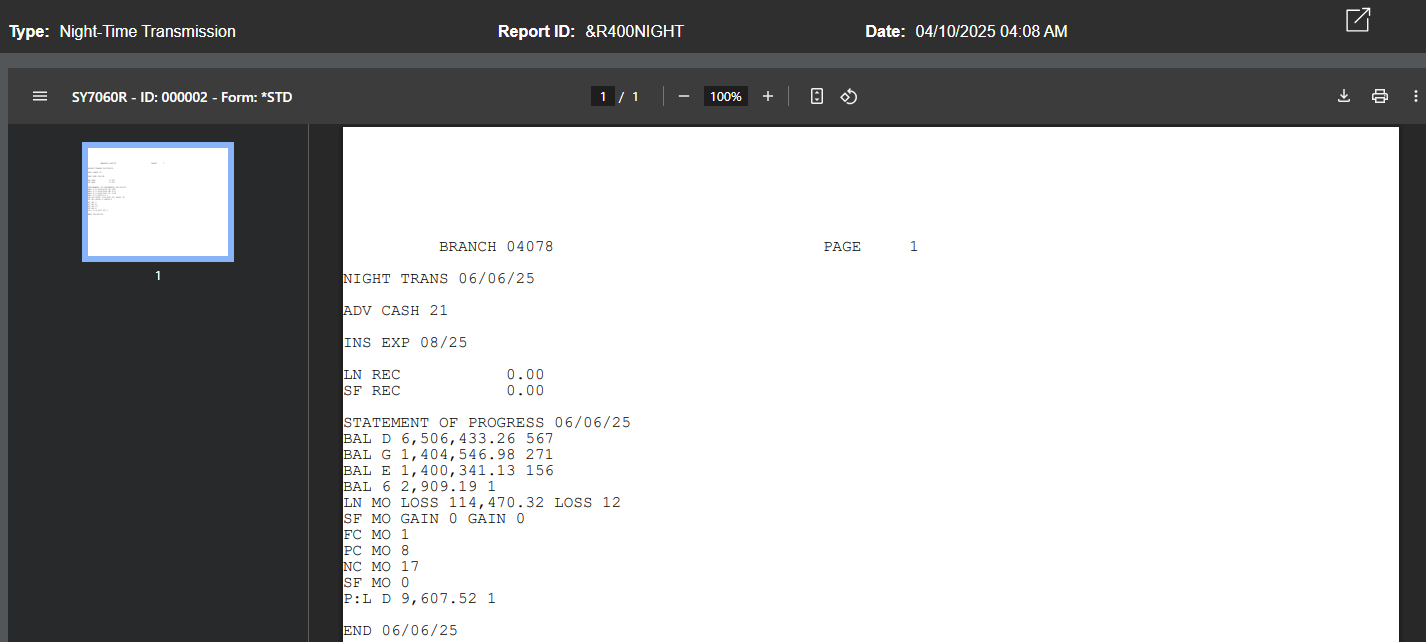 Type: Night-Time Transmission Report ID: &R400NIGHT Date: 04/10/2025 04:08 AM
SY7060R - ID: 000002 - Form: *STD 1 / 1 100%
1
BRANCH 04078 PAGE 1
NIGHT TRANS 06/06/25
ADV CASH 21
INS EXP 08/25
LN REC 0.00
SF REC 0.00
STATEMENT OF PROGRESS 06/06/25
BAL D 6,506,433.26 567
BAL G 1,404,546.98 271
BAL E 1,400,341.13 156
BAL 6 2,909.19 1
LN MO LOSS 114,470.32 LOSS 12
SF MO GAIN 0 GAIN 0
FC MO 1
PC MO 8
NC MO 17
SF MO 0
P:L D 9,607.52 1
END 06/06/25